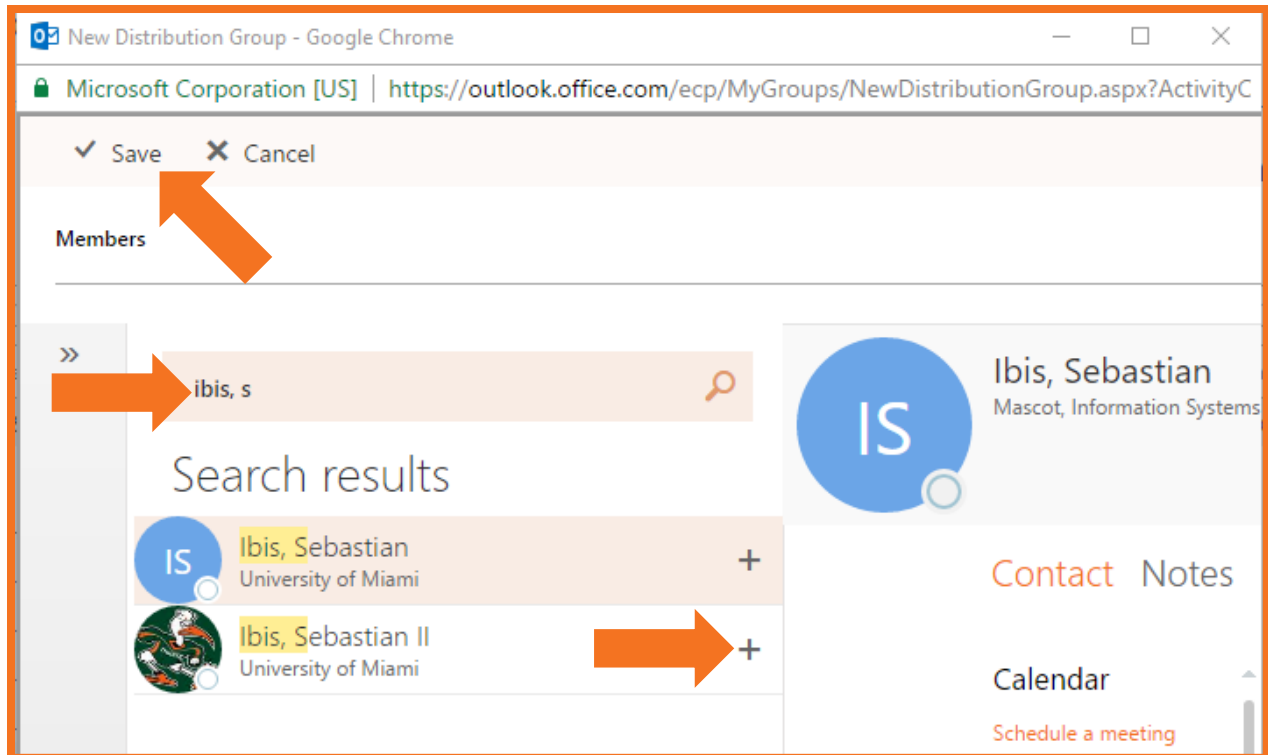 New Distribution Group - Google Chrome
Microsoft Corporation [US] | https://outlook.office.com/ecp/MyGroups/NewDistributionGroup.aspx?ActivityC
Save Cancel
Members
»
ibis, s
Search results
IS
Ibis, Sebastian
University of Miami
+
Ibis, Sebastian II
University of Miami
+
IS
Ibis, Sebastian
Mascot, Information Systems
Contact Notes
Calendar
Schedule a meeting